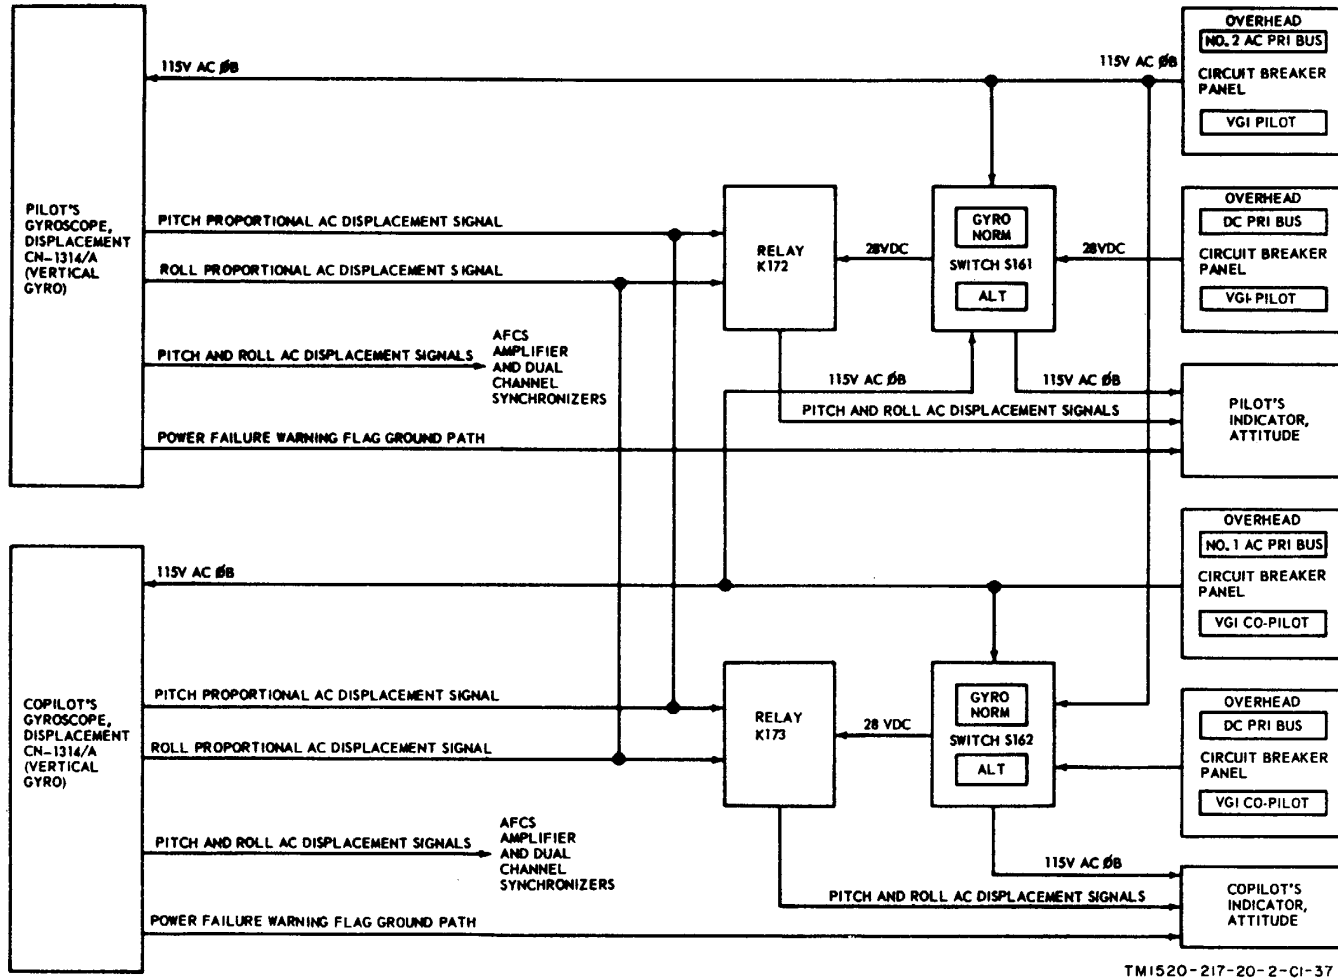 OVERHEAD
NO. 2 AC PRI BUS
CIRCUIT BREAKER
PANEL
VGI PILOT
115V AC ØB
115V AC ØB
PILOT'S
GYROSCOPE,
DISPLACEMENT
CN-1314/A
(VERTICAL
GYRO)
PITCH PROPORTIONAL AC DISPLACEMENT SIGNAL
ROLL PROPORTIONAL AC DISPLACEMENT SIGNAL
PITCH AND ROLL AC DISPLACEMENT SIGNALS
AFCS
AMPLIFIER
AND DUAL
CHANNEL
SYNCHRONIZERS
POWER FAILURE WARNING FLAG GROUND PATH
RELAY
K172
28VDC
GYRO
NORM
SWITCH S161
ALT
28VDC
OVERHEAD
DC PRI BUS
CIRCUIT BREAKER
PANEL
VGI-PILOT
115V AC ØB
115V AC ØB
PITCH AND ROLL AC DISPLACEMENT SIGNALS
PILOT'S
INDICATOR,
ATTITUDE
OVERHEAD
NO. 1 AC PRI BUS
CIRCUIT BREAKER
PANEL
VGI CO-PILOT
115V AC ØB
COPILOT'S
GYROSCOPE,
DISPLACEMENT
CN-1314/A
(VERTICAL
GYRO)
PITCH PROPORTIONAL AC DISPLACEMENT SIGNAL
ROLL PROPORTIONAL AC DISPLACEMENT SIGNAL
PITCH AND ROLL AC DISPLACEMENT SIGNALS
AFCS
AMPLIFIER
AND DUAL
CHANNEL
SYNCHRONIZERS
POWER FAILURE WARNING FLAG GROUND PATH
RELAY
K173
28 VDC
GYRO
NORM
SWITCH S162
ALT
OVERHEAD
DC PRI BUS
CIRCUIT BREAKER
PANEL
VGI CO-PILOT
115V AC ØB
PITCH AND ROLL AC DISPLACEMENT SIGNALS
COPILOT'S
INDICATOR,
ATTITUDE
TM1520-217-20-2-C1-37